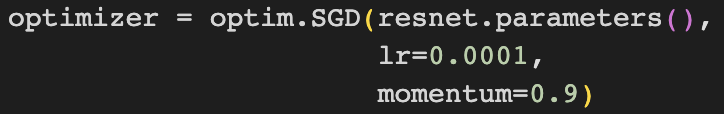 optimizer = optim.SGD(resnet.parameters(),
                      lr=0.0001,
                      momentum=0.9)